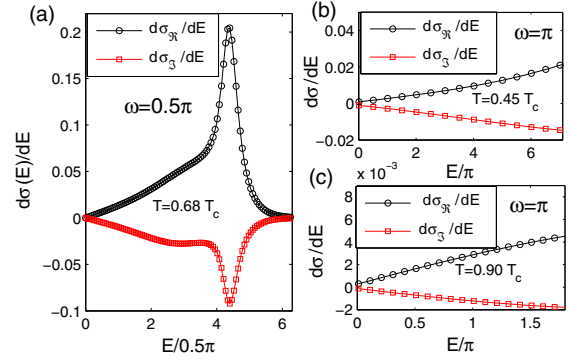 (a)
dσ_ℜ/dE
dσ_ℑ/dE
ω=0.5π
T=0.68 T_c
dσ(E)/dE
0.2
0.15
0.1
0.05
0
-0.05
-0.1
0 2 4 6
E/0.5π
(b)
dσ_ℜ/dE
dσ_ℑ/dE
ω=π
T=0.45 T_c
dσ/dE
0.04
0.02
0
-0.02
0 2 4 6
E/π
(c)
x 10⁻³
dσ_ℜ/dE
dσ_ℑ/dE
ω=π
T=0.90 T_c
dσ/dE
8
6
4
2
0
-2
0 0.5 1 1.5
E/π